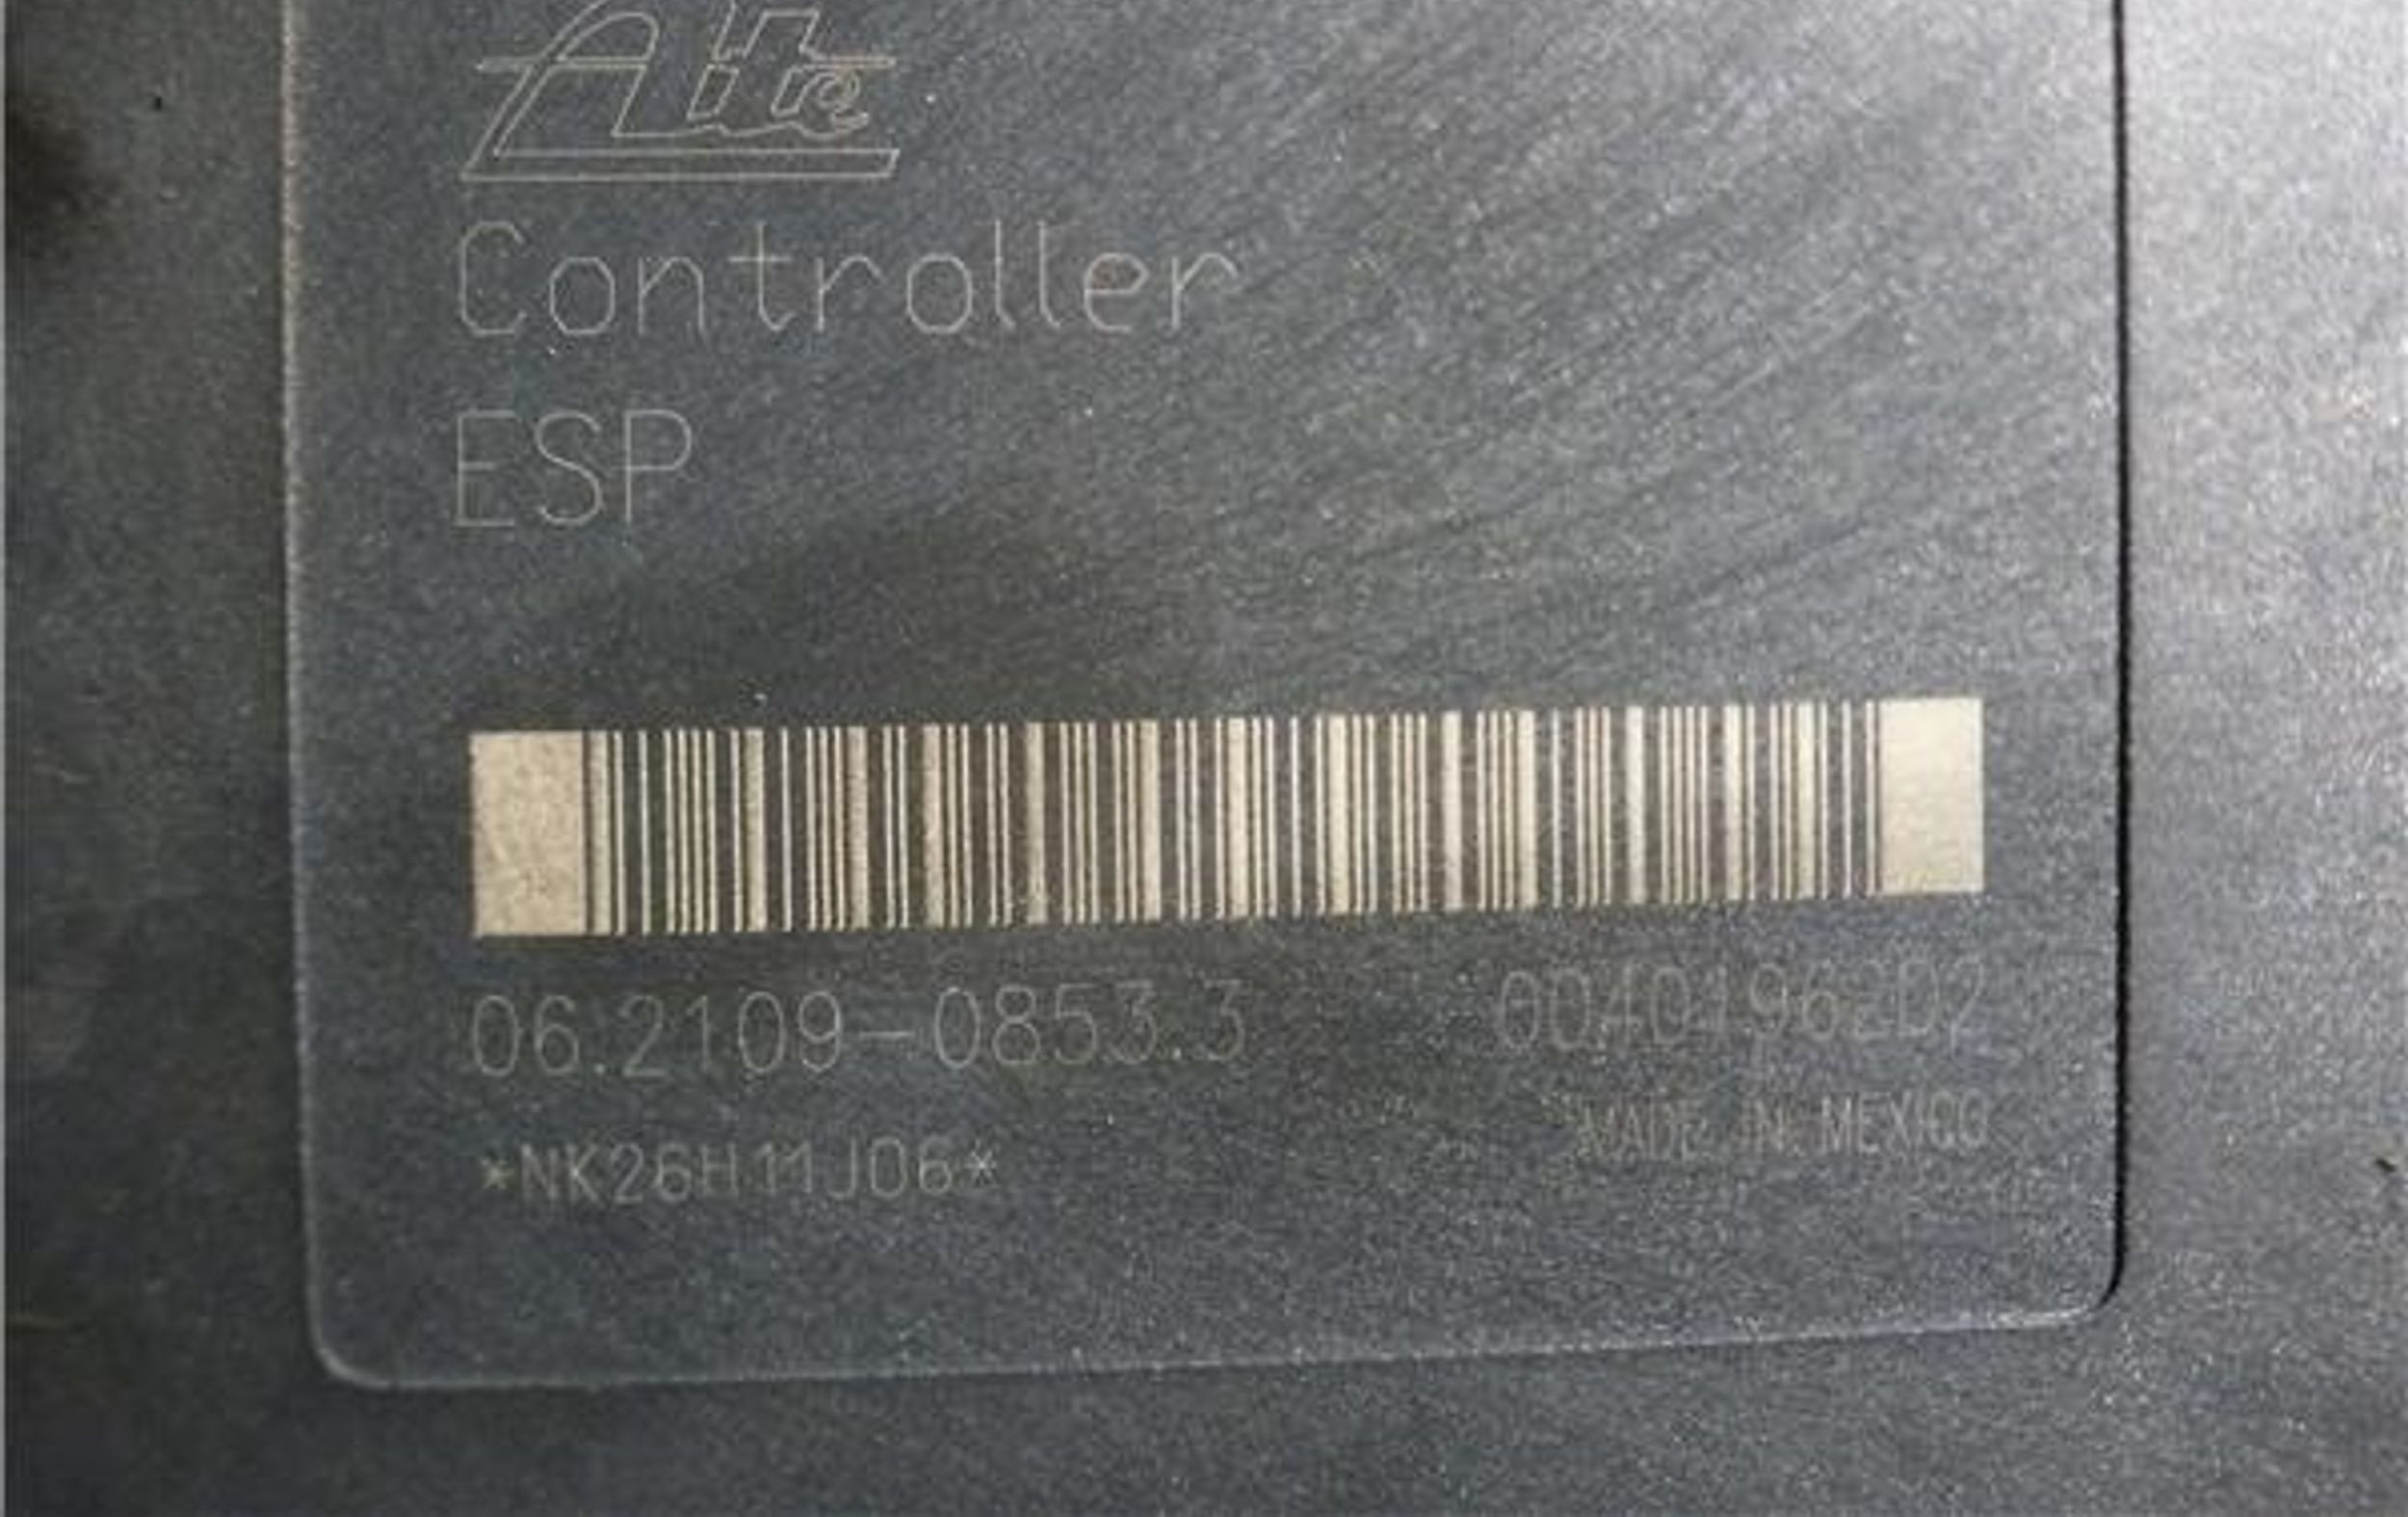 Ate
Controller
ESP
06.2109-0853.3
00401962D2
*NK26H11J06*
MADE IN MEXICO